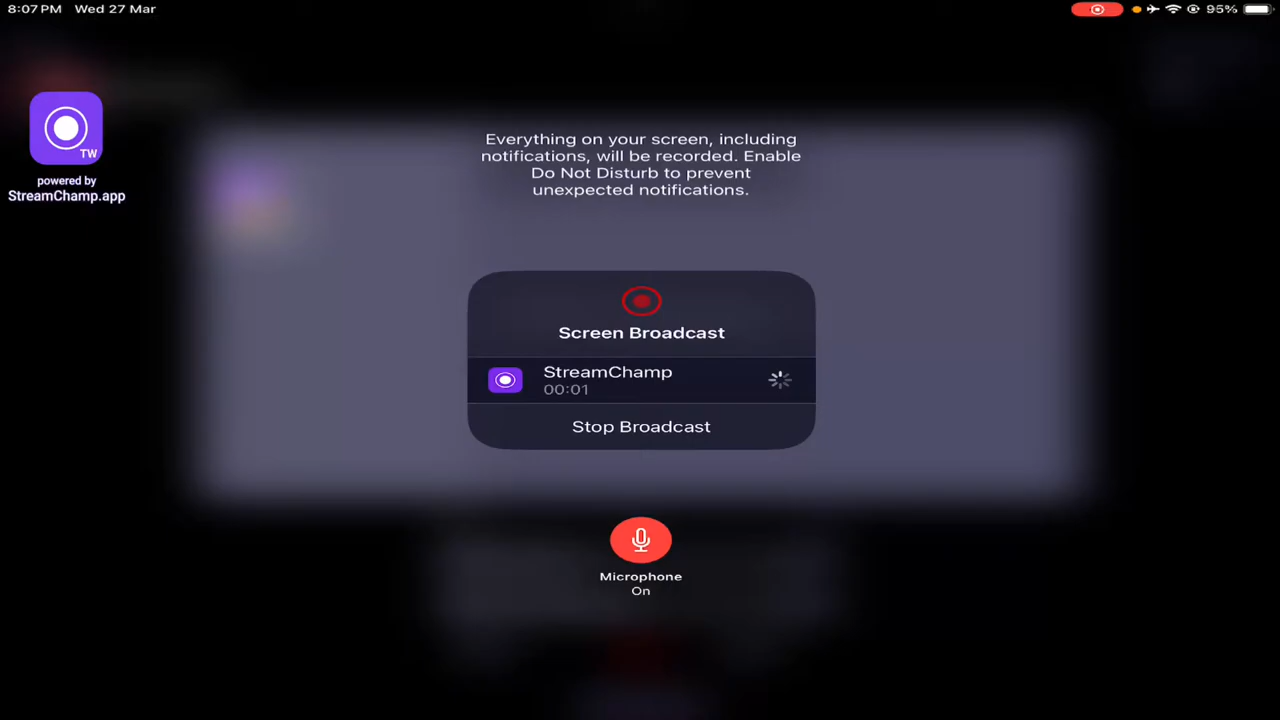 8:07 PM Wed 27 Mar
95%
TW
powered by
StreamChamp.app
Everything on your screen, including
notifications, will be recorded. Enable
Do Not Disturb to prevent
unexpected notifications.
Screen Broadcast
StreamChamp
00:01
Stop Broadcast
Microphone
On